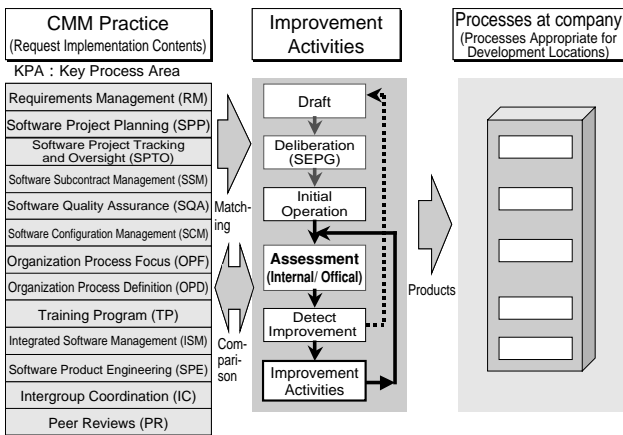 CMM Practice
(Request Implementation Contents)
KPA : Key Process Area
Requirements Management (RM)
Software Project Planning (SPP)
Software Project Tracking
and Oversight (SPTO)
Software Subcontract Management (SSM)
Software Quality Assurance (SQA)
Software Configuration Management (SCM)
Organization Process Focus (OPF)
Organization Process Definition (OPD)
Training Program (TP)
Integrated Software Management (ISM)
Software Product Engineering (SPE)
Intergroup Coordination (IC)
Peer Reviews (PR)
Match-
ing
Com-
pari-
son
Improvement
Activities
Draft
Deliberation
(SEPG)
Initial
Operation
Assessment
(Internal/ Offical)
Detect
Improvement
Improvement
Activities
Products
Processes at company
(Processes Appropriate for
Development Locations)